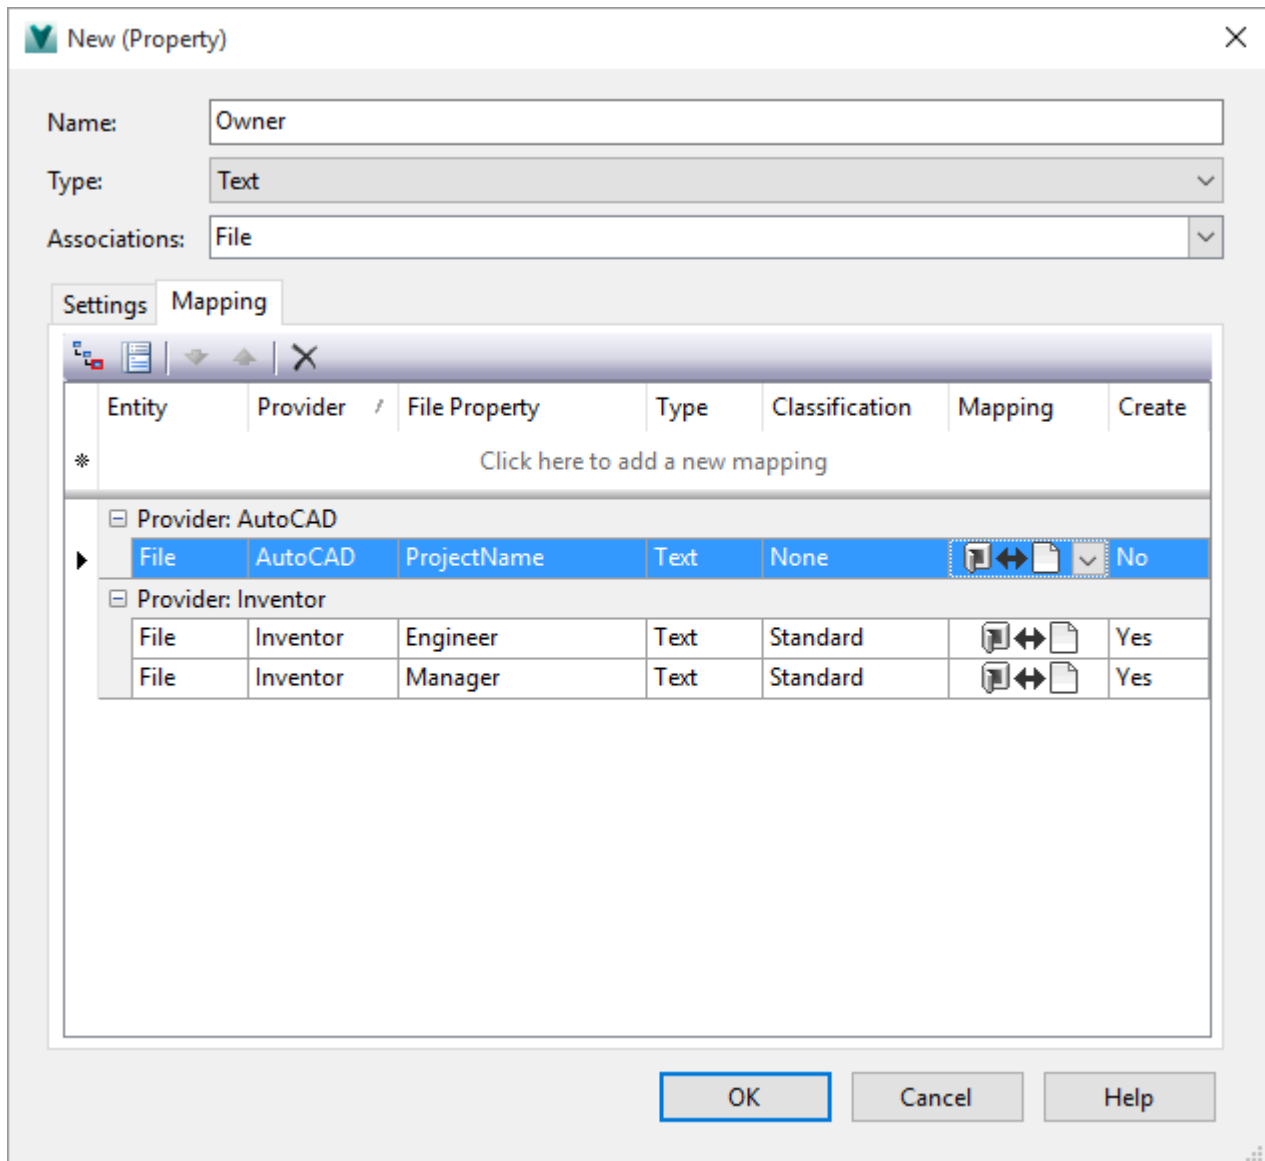 New (Property)
Name: Owner
Type: Text
Associations: File
Settings Mapping
Entity Provider File Property Type Classification Mapping Create
Click here to add a new mapping
Provider: AutoCAD
File AutoCAD ProjectName Text None No
Provider: Inventor
File Inventor Engineer Text Standard Yes
File Inventor Manager Text Standard Yes
OK Cancel Help